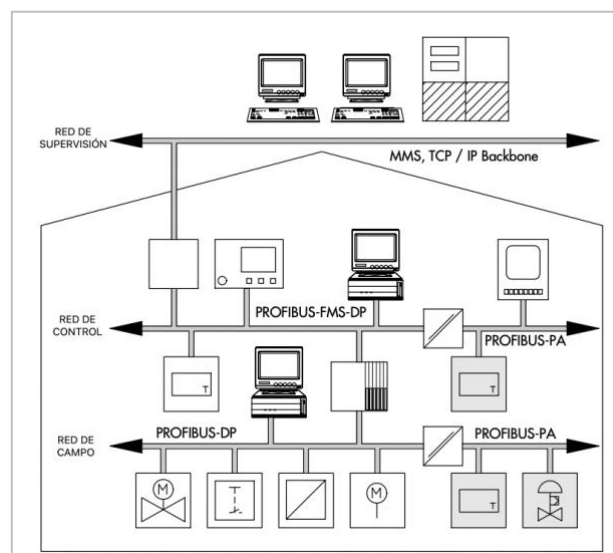 RED DE
SUPERVISIÓN
MMS, TCP / IP Backbone
PROFIBUS-FMS-DP
RED DE
CONTROL
PROFIBUS-PA
T
T
RED DE
CAMPO
PROFIBUS-DP
PROFIBUS-PA
M
M
T